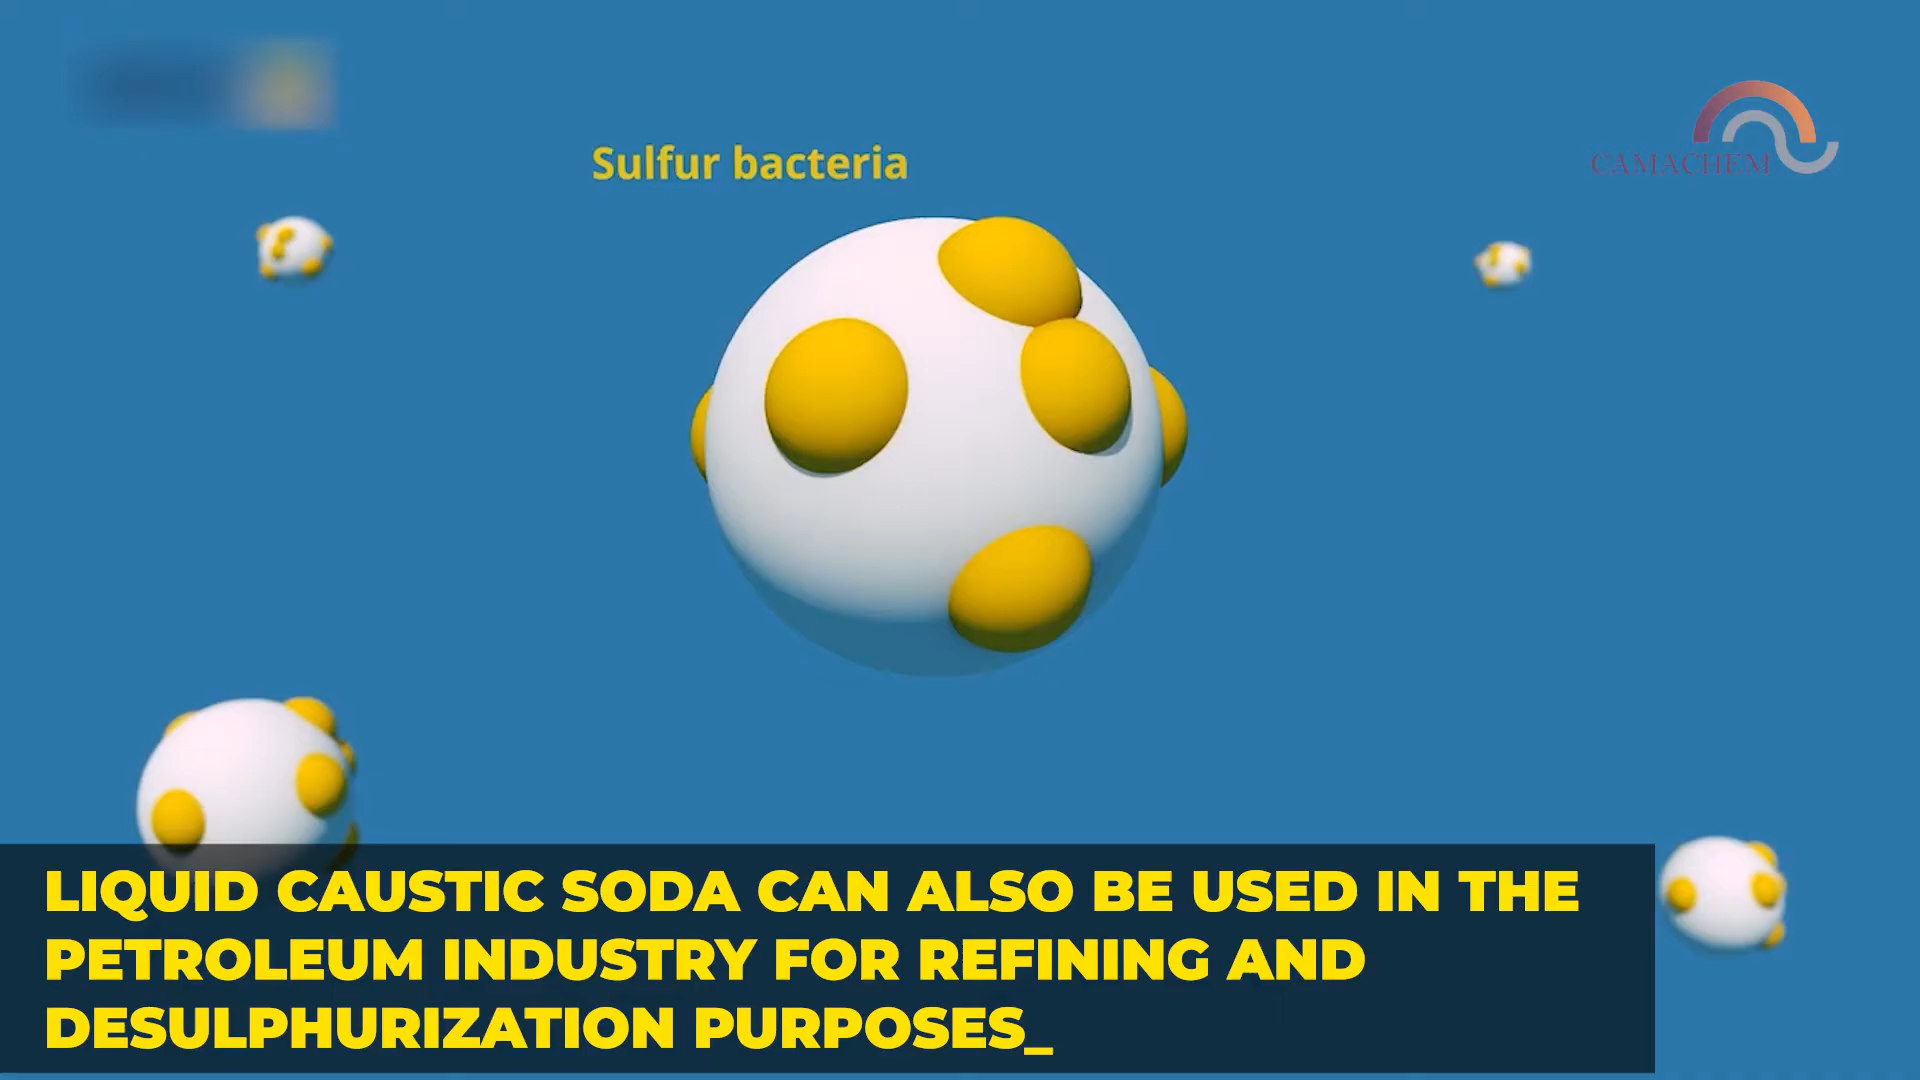 Sulfur bacteria
CAMACHEM
LIQUID CAUSTIC SODA CAN ALSO BE USED IN THE
PETROLEUM INDUSTRY FOR REFINING AND
DESULPHURIZATION PURPOSES_